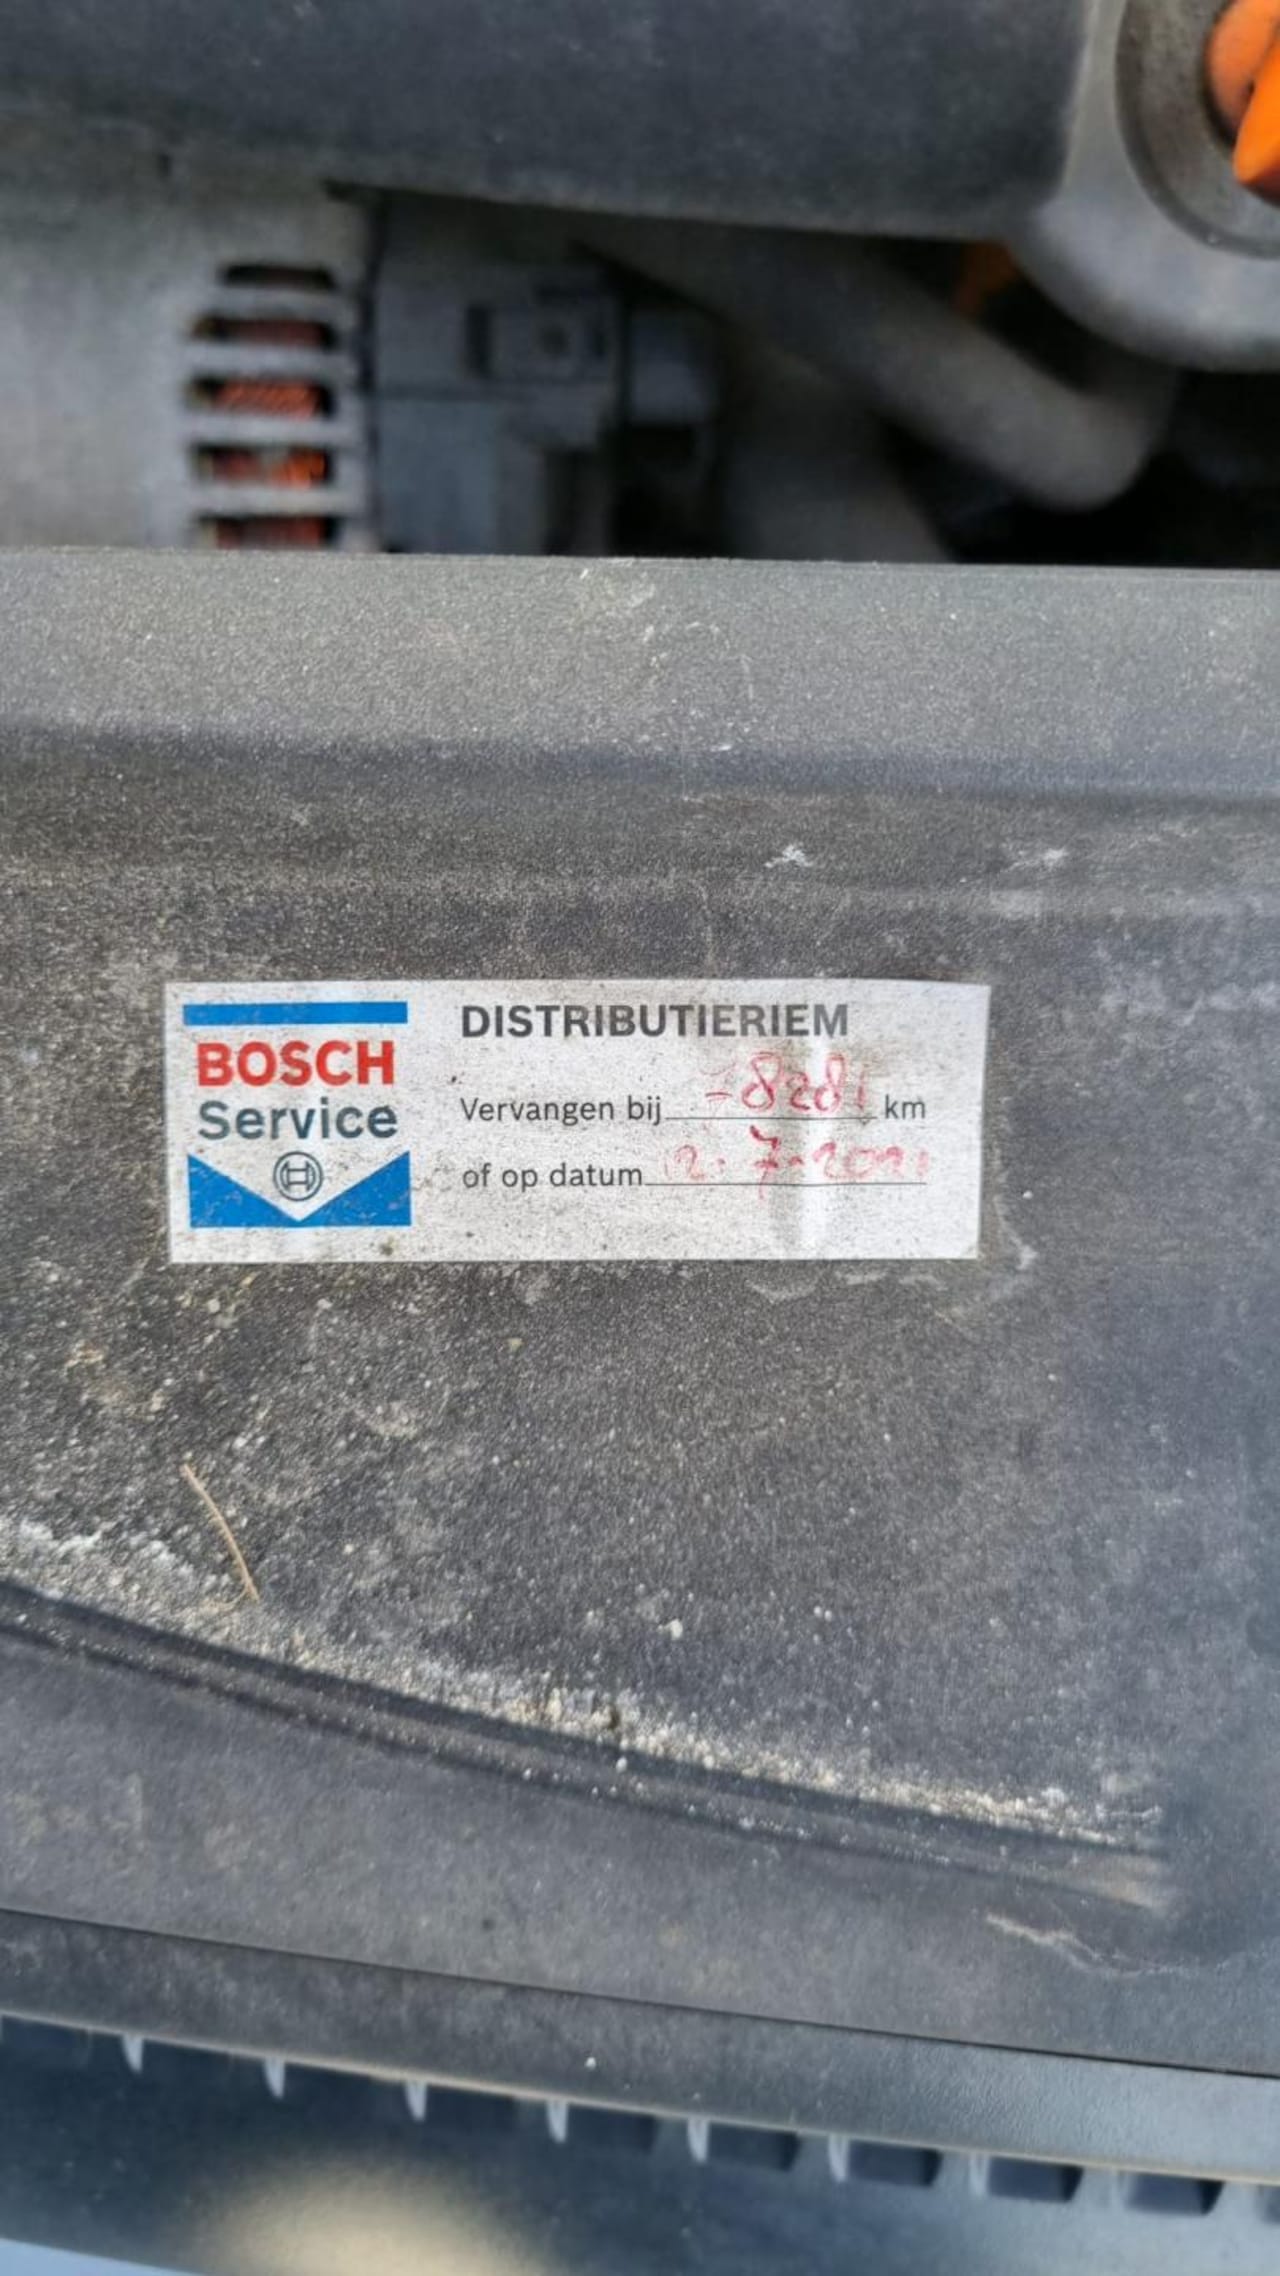 BOSCH
Service
DISTRIBUTIERIEM
Vervangen bij km
of op datum